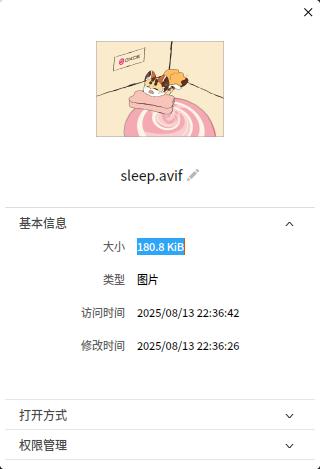 sleep.avif
基本信息
大小 180.8 KiB
类型 图片
访问时间 2025/08/13 22:36:42
修改时间 2025/08/13 22:36:26
打开方式
权限管理